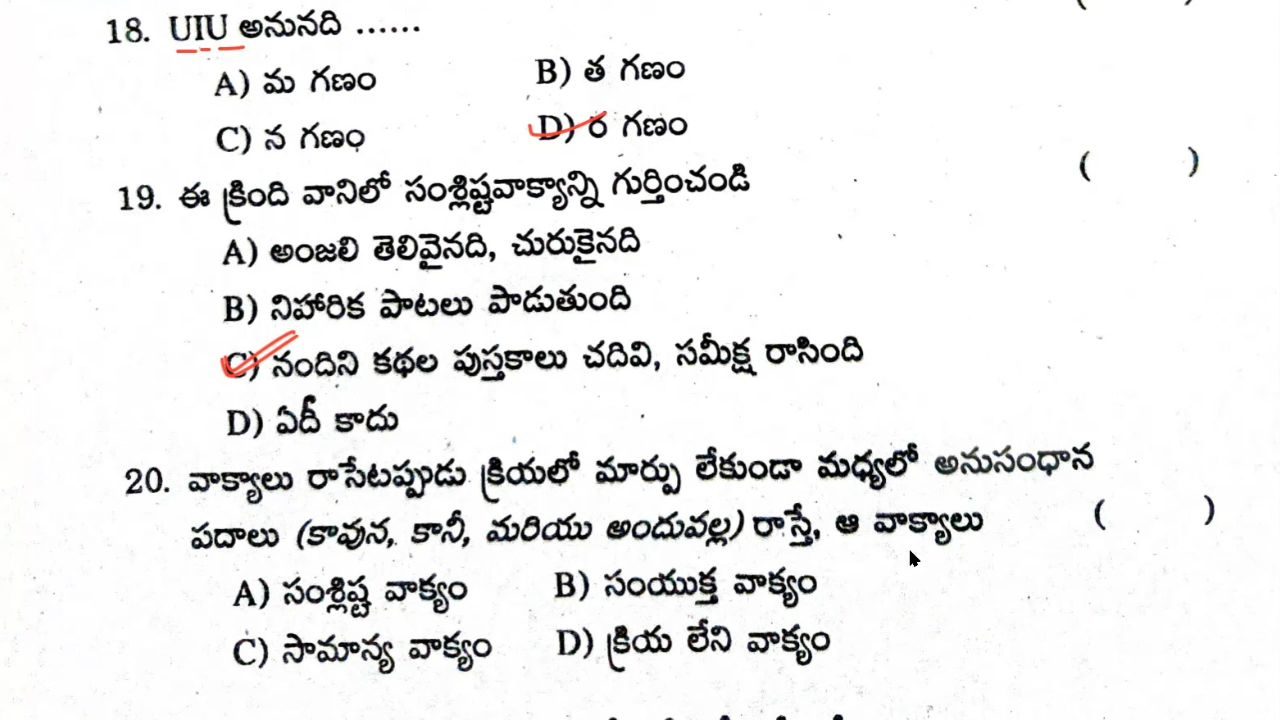 18. UIU అనునది ......
A) మ గణం B) త గణం
C) న గణం D) ర గణం
19. ఈ క్రింది వానిలో సంశ్లిష్టవాక్యాన్ని గుర్తించండి ( )
A) అంజలి తెలివైనది, చురుకైనది
B) నిహారిక పాటలు పాడుతుంది
C) నందిని కథల పుస్తకాలు చదివి, సమీక్ష రాసింది
D) ఏదీ కాదు
20. వాక్యాలు రాసేటప్పుడు క్రియలో మార్పు లేకుండా మధ్యలో అనుసంధాన
పదాలు (కావున, కానీ, మరియు అందువల్ల) రాస్తే, ఆ వాక్యాలు ( )
A) సంశ్లిష్ట వాక్యం B) సంయుక్త వాక్యం
C) సామాన్య వాక్యం D) క్రియ లేని వాక్యం